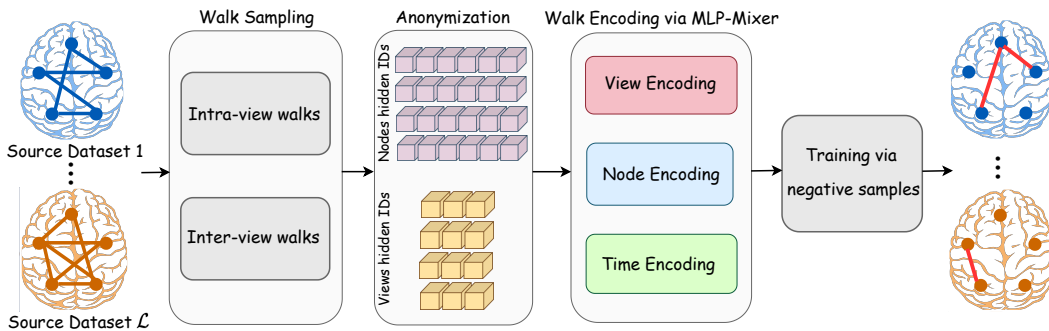 Walk Sampling
Anonymization
Walk Encoding via MLP-Mixer
Source Dataset 1
Source Dataset ℒ
Intra-view walks
Inter-view walks
Nodes hidden IDs
Views hidden IDs
View Encoding
Node Encoding
Time Encoding
Training via
negative samples